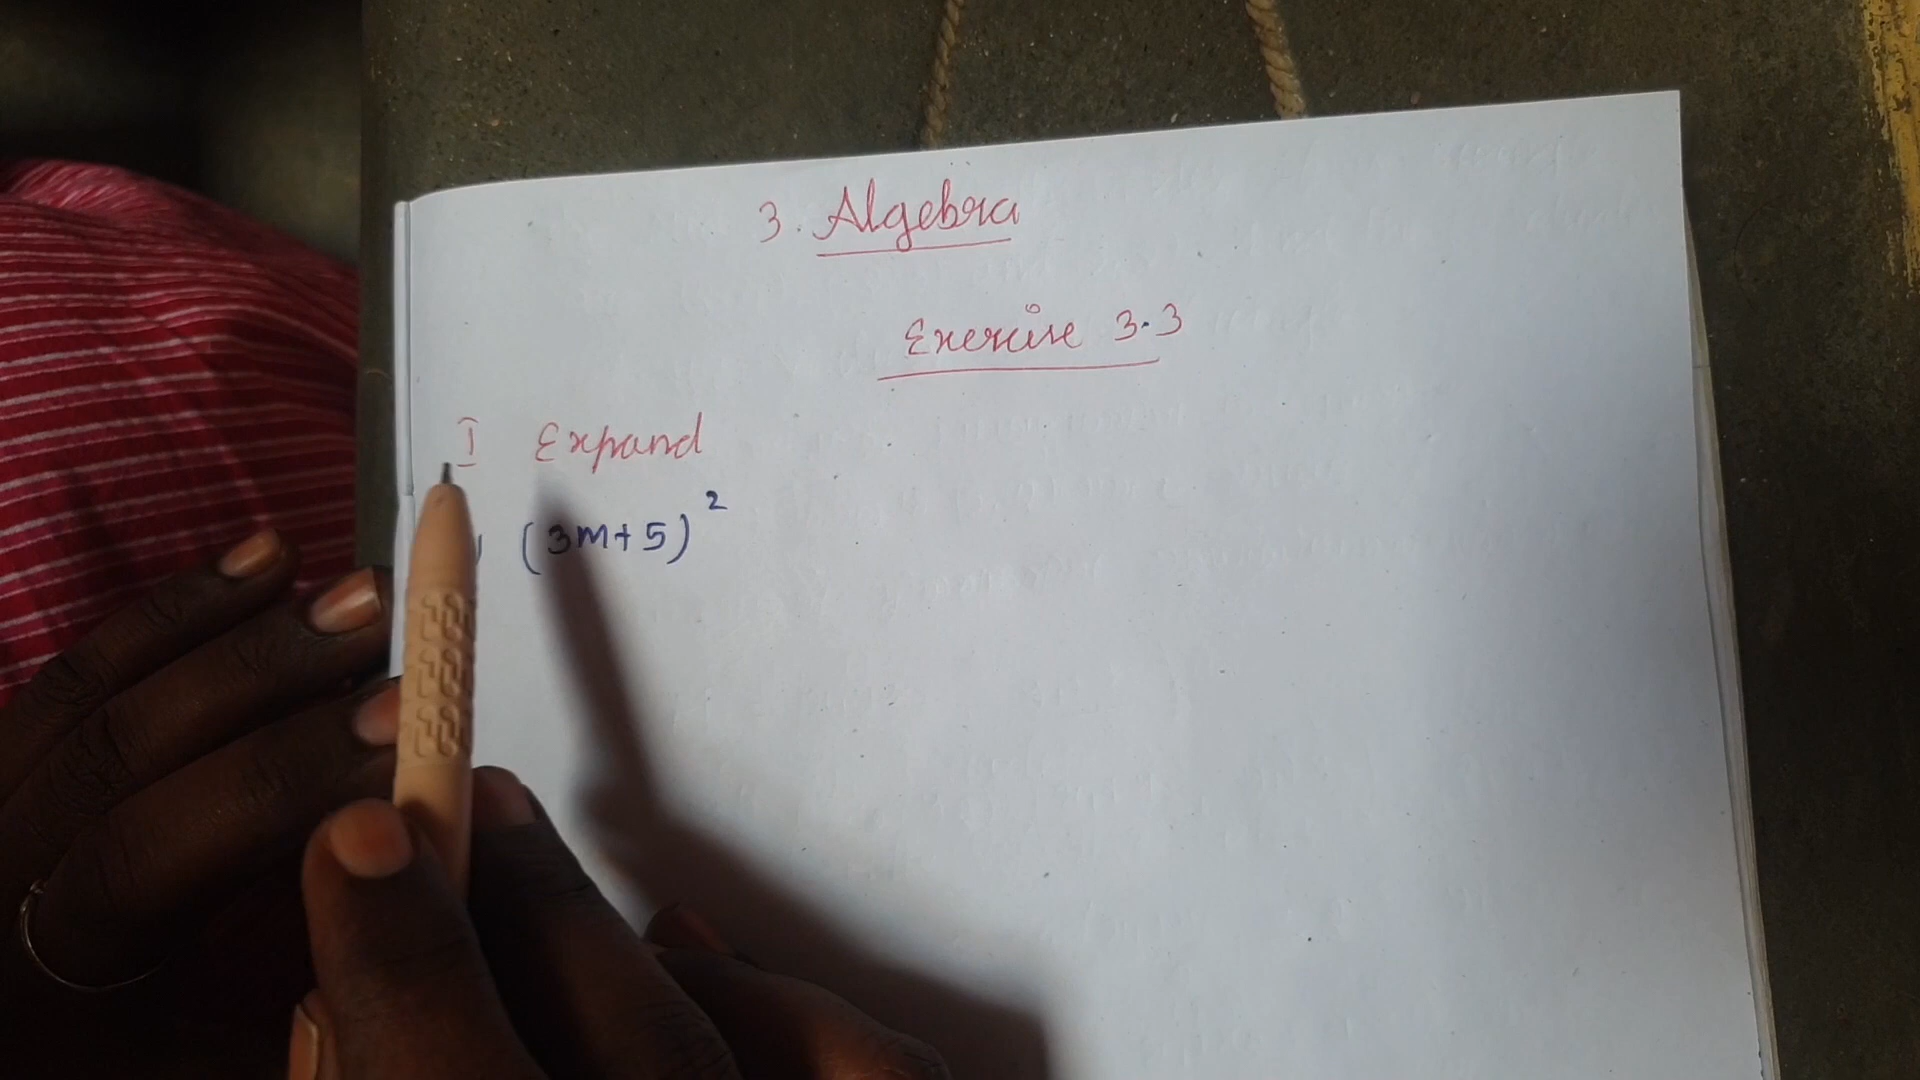 3. Algebra
Exercise 3.3
I Expand
) (3m+5)²